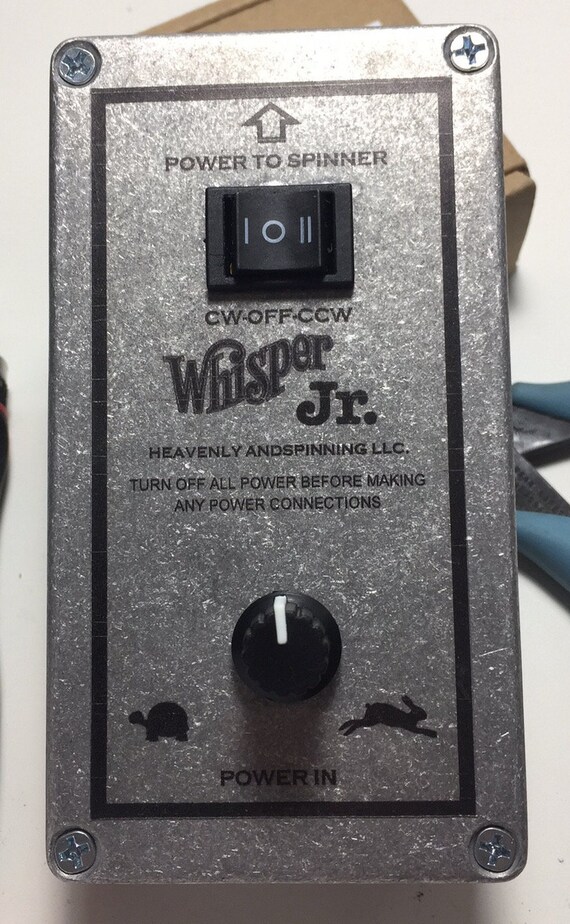 POWER TO SPINNER
I O II
CW-OFF-CCW
Whisper
Jr.
HEAVENLY ANDSPINNING LLC.
TURN OFF ALL POWER BEFORE MAKING
ANY POWER CONNECTIONS
POWER IN